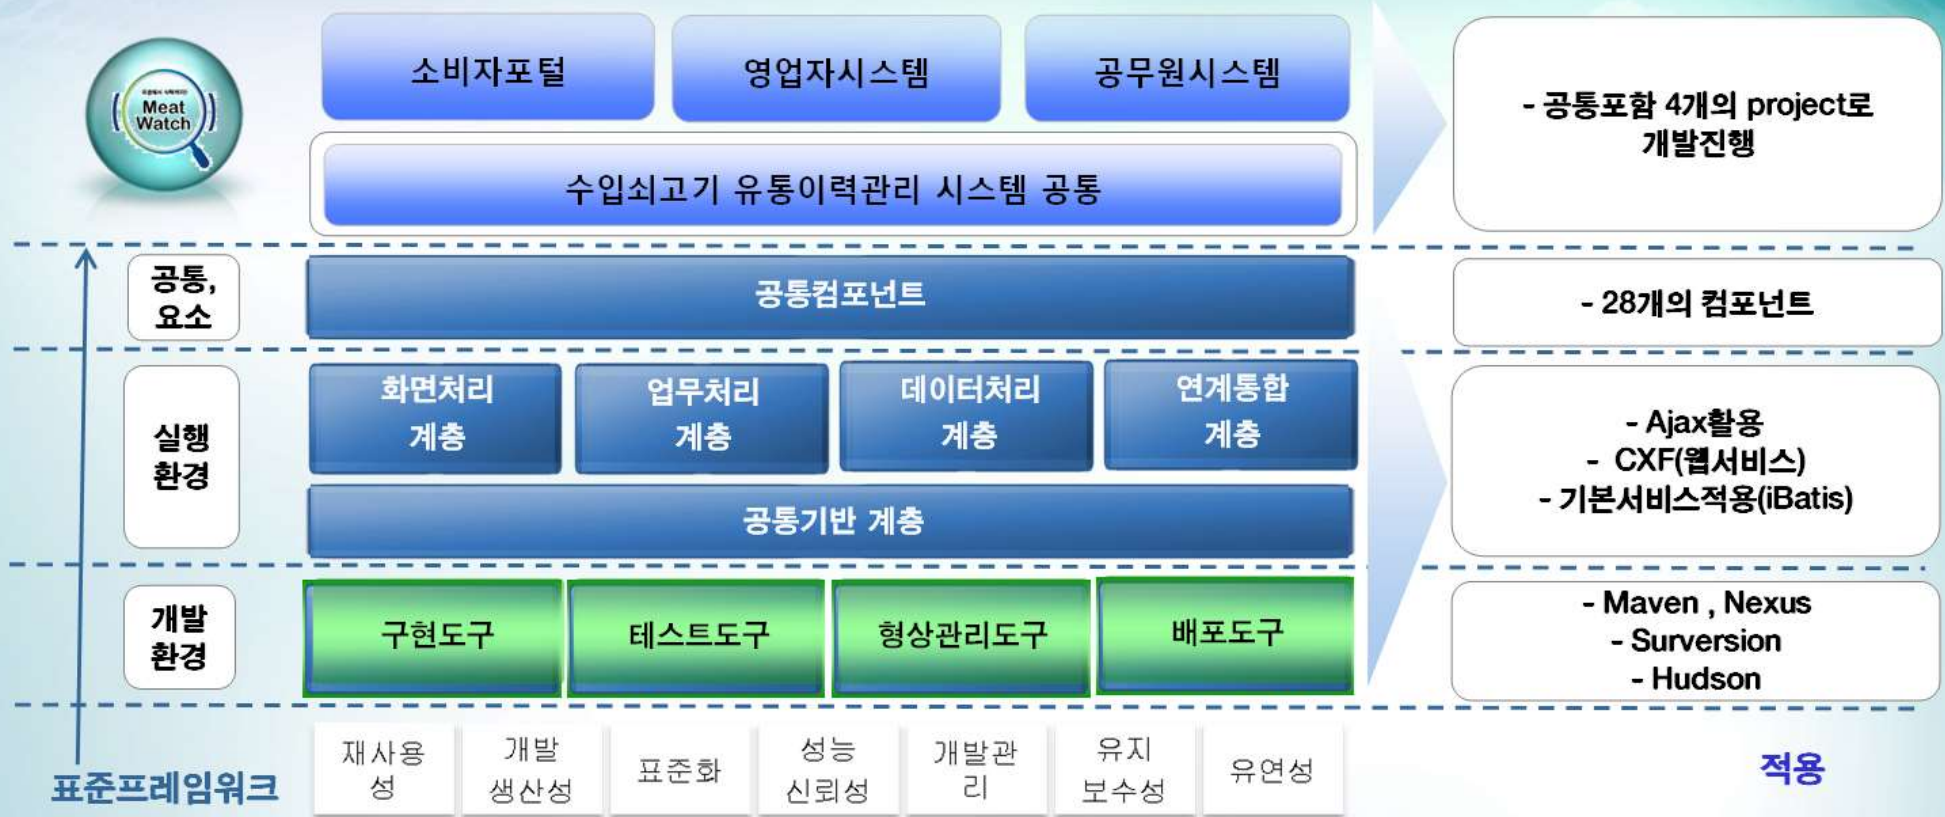 소비자포털
영업자시스템
공무원시스템
Meat
Watch
- 공통포함 4개의 project로
개발진행
수입쇠고기 유통이력관리 시스템 공통
공통,
요소
공통컴포넌트
- 28개의 컴포넌트
실행
환경
화면처리
계층
업무처리
계층
데이터처리
계층
연계통합
계층
공통기반 계층
- Ajax활용
- CXF(웹서비스)
- 기본서비스적용(iBatis)
개발
환경
구현도구
테스트도구
형상관리도구
배포도구
- Maven , Nexus
- Surversion
- Hudson
표준프레임워크
재사용
성
개발
생산성
표준화
성능
신뢰성
개발관
리
유지
보수성
유연성
적용